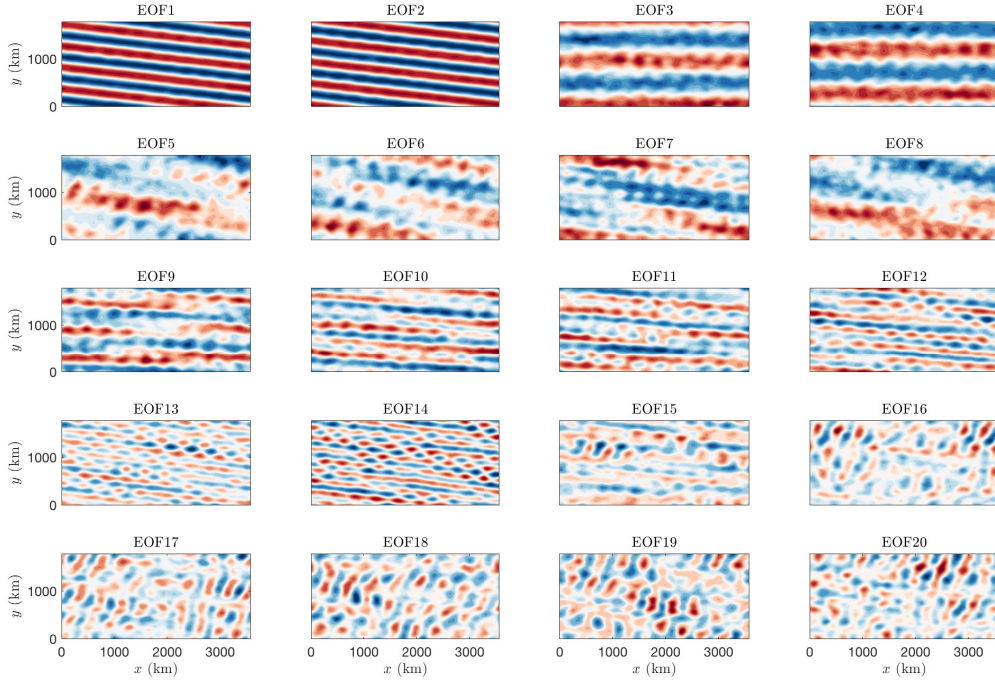 EOF1 EOF2 EOF3 EOF4
y (km)
1000
0
EOF5 EOF6 EOF7 EOF8
y (km)
1000
0
EOF9 EOF10 EOF11 EOF12
y (km)
1000
0
EOF13 EOF14 EOF15 EOF16
y (km)
1000
0
EOF17 EOF18 EOF19 EOF20
y (km)
1000
0
0 1000 2000 3000 0 1000 2000 3000 0 1000 2000 3000 0 1000 2000 3000
x (km) x (km) x (km) x (km)